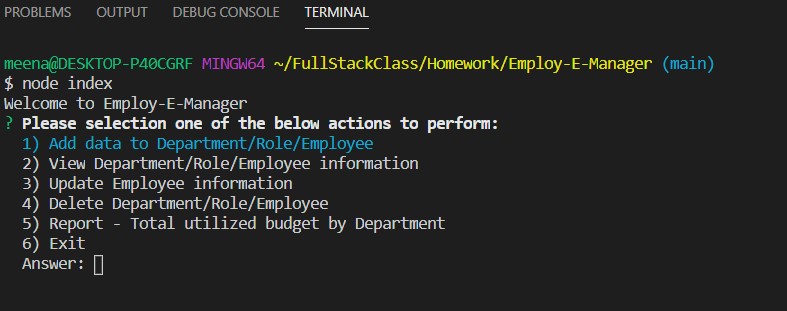 PROBLEMS OUTPUT DEBUG CONSOLE TERMINAL
meena@DESKTOP-P40CGRF MINGW64 ~/FullStackClass/Homework/Employ-E-Manager (main)
$ node index
Welcome to Employ-E-Manager
? Please selection one of the below actions to perform:
1) Add data to Department/Role/Employee
2) View Department/Role/Employee information
3) Update Employee information
4) Delete Department/Role/Employee
5) Report - Total utilized budget by Department
6) Exit
Answer: